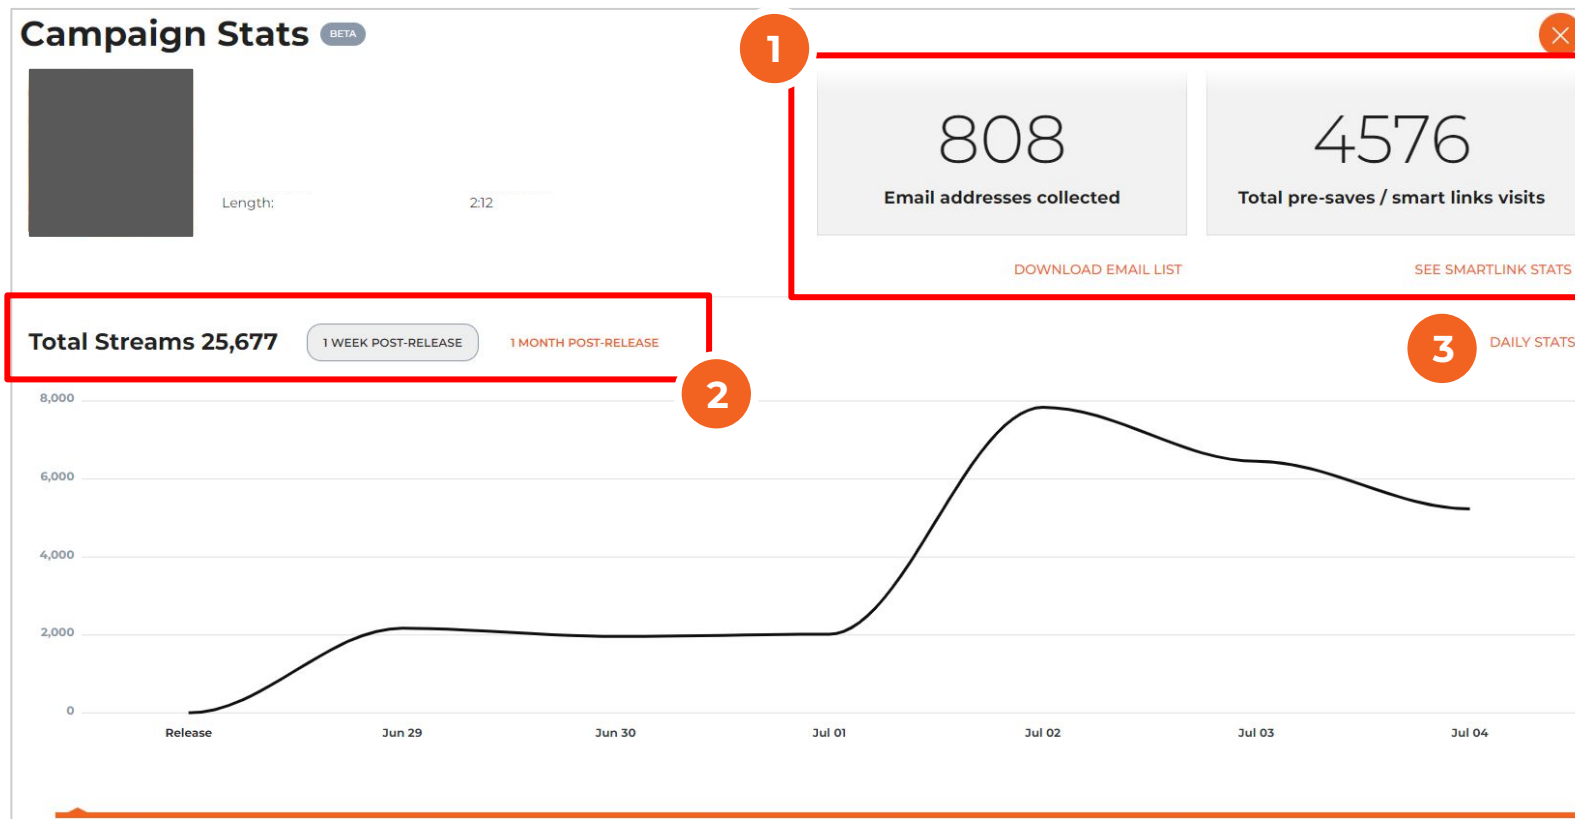 Campaign Stats BETA
1
808
Email addresses collected
4576
Total pre-saves / smart links visits
Length: 2:12
DOWNLOAD EMAIL LIST
SEE SMARTLINK STATS
Total Streams 25,677
1 WEEK POST-RELEASE
1 MONTH POST-RELEASE
2
3
DAILY STATS
8,000
6,000
4,000
2,000
0
Release
Jun 29
Jun 30
Jul 01
Jul 02
Jul 03
Jul 04